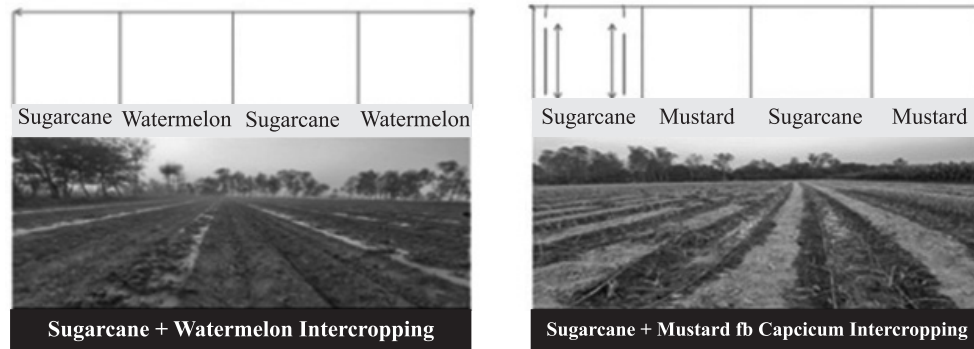 Sugarcane Watermelon Sugarcane Watermelon
Sugarcane + Watermelon Intercropping
Sugarcane Mustard Sugarcane Mustard
Sugarcane + Mustard fb Capcicum Intercropping